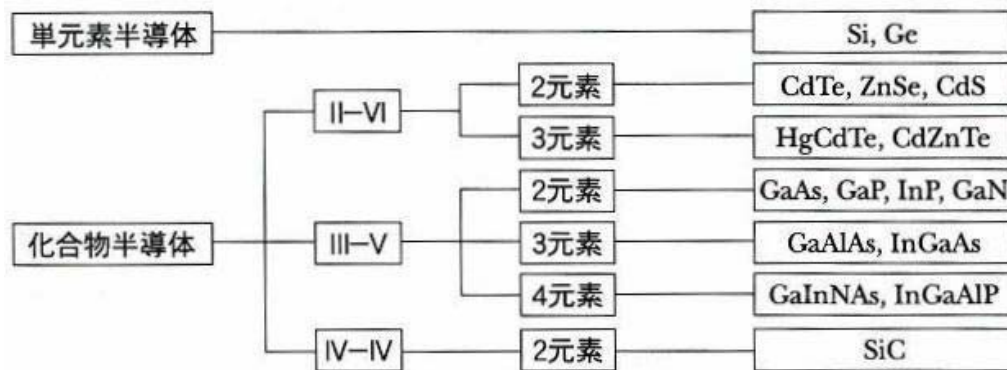 単元素半導体
Si, Ge
II-VI
2元素
CdTe, ZnSe, CdS
3元素
HgCdTe, CdZnTe
化合物半導体
III-V
2元素
GaAs, GaP, InP, GaN
3元素
GaAlAs, InGaAs
4元素
GaInNAs, InGaAlP
IV-IV
2元素
SiC